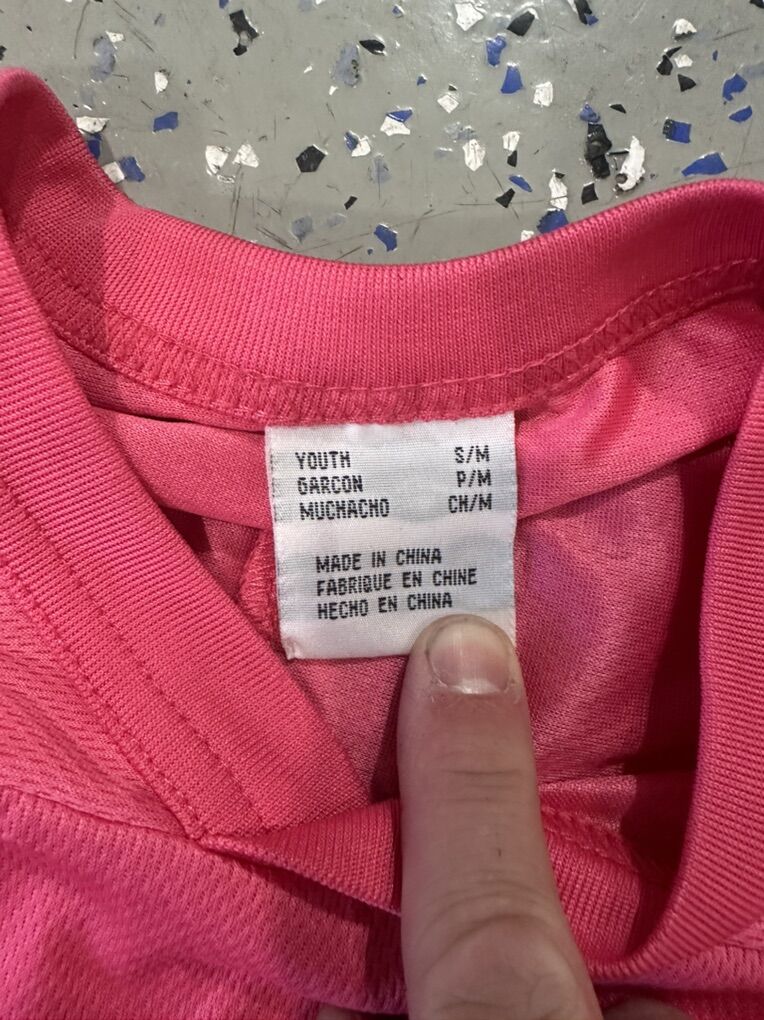 YOUTH S/M
GARCON P/M
MUCHACHO CH/M
MADE IN CHINA
FABRIQUE EN CHINE
HECHO EN CHINA